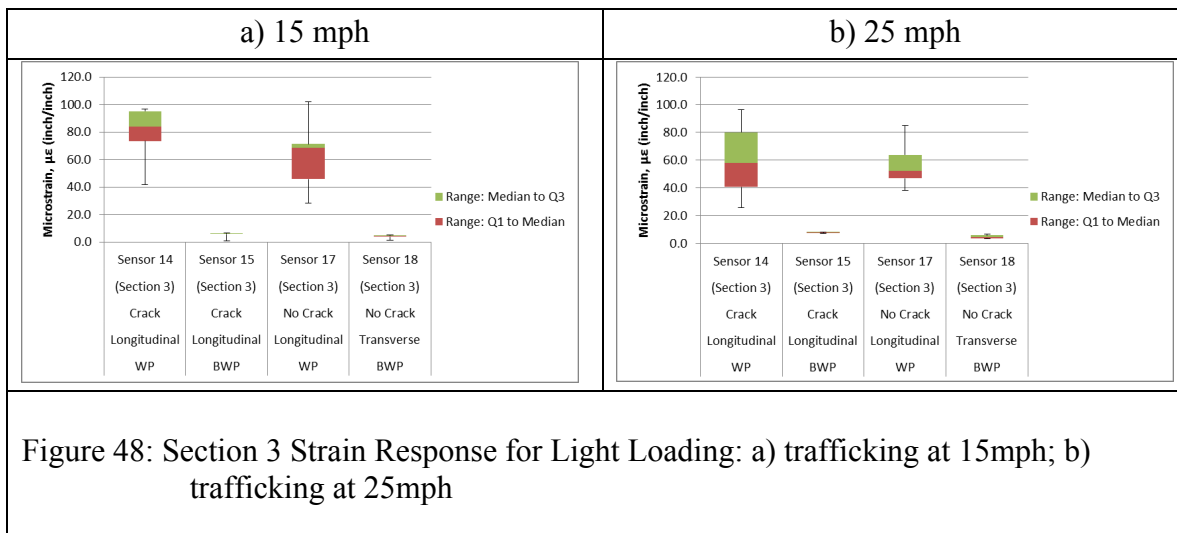 a) 15 mph
b) 25 mph
Microstrain, με (inch/inch)
120.0
100.0
80.0
60.0
40.0
20.0
0.0
Sensor 14 Sensor 15 Sensor 17 Sensor 18
(Section 3) (Section 3) (Section 3) (Section 3)
Crack Crack No Crack No Crack
Longitudinal Longitudinal Longitudinal Transverse
WP BWP WP BWP
Range: Median to Q3
Range: Q1 to Median
Microstrain, με (inch/inch)
120.0
100.0
80.0
60.0
40.0
20.0
0.0
Sensor 14 Sensor 15 Sensor 17 Sensor 18
(Section 3) (Section 3) (Section 3) (Section 3)
Crack Crack No Crack No Crack
Longitudinal Longitudinal Longitudinal Transverse
WP BWP WP BWP
Range: Median to Q3
Range: Q1 to Median
Figure 48: Section 3 Strain Response for Light Loading: a) trafficking at 15mph; b)
trafficking at 25mph